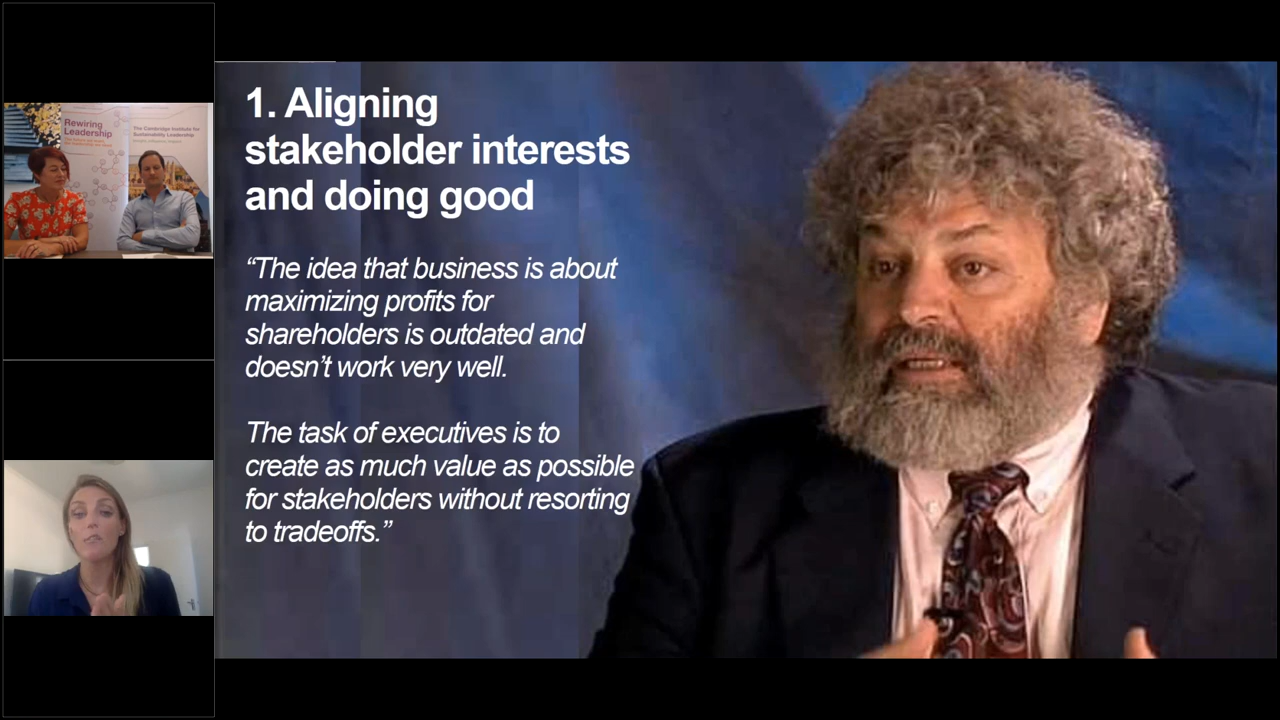 1. Aligning
stakeholder interests
and doing good
“The idea that business is about
maximizing profits for
shareholders is outdated and
doesn’t work very well.
The task of executives is to
create as much value as possible
for stakeholders without resorting
to tradeoffs.”
Rewiring
Leadership
The Cambridge Institute for
Sustainability Leadership